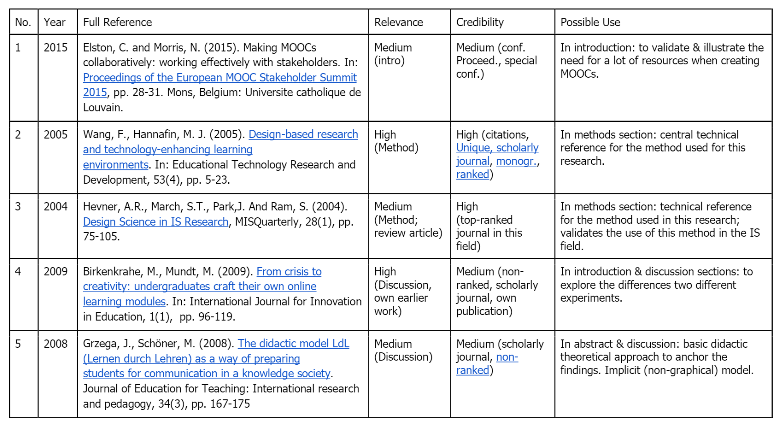 No. Year Full Reference Relevance Credibility Possible Use
1 2015 Elston, C. and Morris, N. (2015). Making MOOCs Medium Medium (conf. In introduction: to validate & illustrate the
collaboratively: working effectively with stakeholders. In: (intro) Proceed., special need for a lot of resources when creating
Proceedings of the European MOOC Stakeholder Summit conf.) MOOCs.
2015, pp. 28-31. Mons, Belgium: Universite catholique de
Louvain.
2 2005 Wang, F., Hannafin, M. J. (2005). Design-based research High High (citations, In methods section: central technical
and technology-enhancing learning (Method) Unique, scholarly reference for the method used for this
environments. In: Educational Technology Research and journal, monogr., research.
Development, 53(4), pp. 5-23. ranked)
3 2004 Hevner, A.R., March, S.T., Park,J. And Ram, S. (2004). Medium High In methods section: technical reference
Design Science in IS Research, MISQuarterly, 28(1), pp. (Method; (top-ranked for the method used in this research;
75-105. review article) journal in this validates the use of this method in the IS
field) field.
4 2009 Birkenkrahe, M., Mundt, M. (2009). From crisis to High Medium (non- In introduction & discussion sections: to
creativity: undergraduates craft their own online (Discussion, ranked, scholarly explore the differences two different
learning modules. In: International Journal for Innovation own earlier journal, own experiments.
in Education, 1(1), pp. 96-119. work) publication)
5 2008 Grzega, J., Schöner, M. (2008). The didactic model LdL Medium Medium (scholarly In abstract & discussion: basic didactic
(Lernen durch Lehren) as a way of preparing (Discussion) journal, non- theoretical approach to anchor the
students for communication in a knowledge society. ranked) findings. Implicit (non-graphical) model.
Journal of Education for Teaching: International research
and pedagogy, 34(3), pp. 167-175